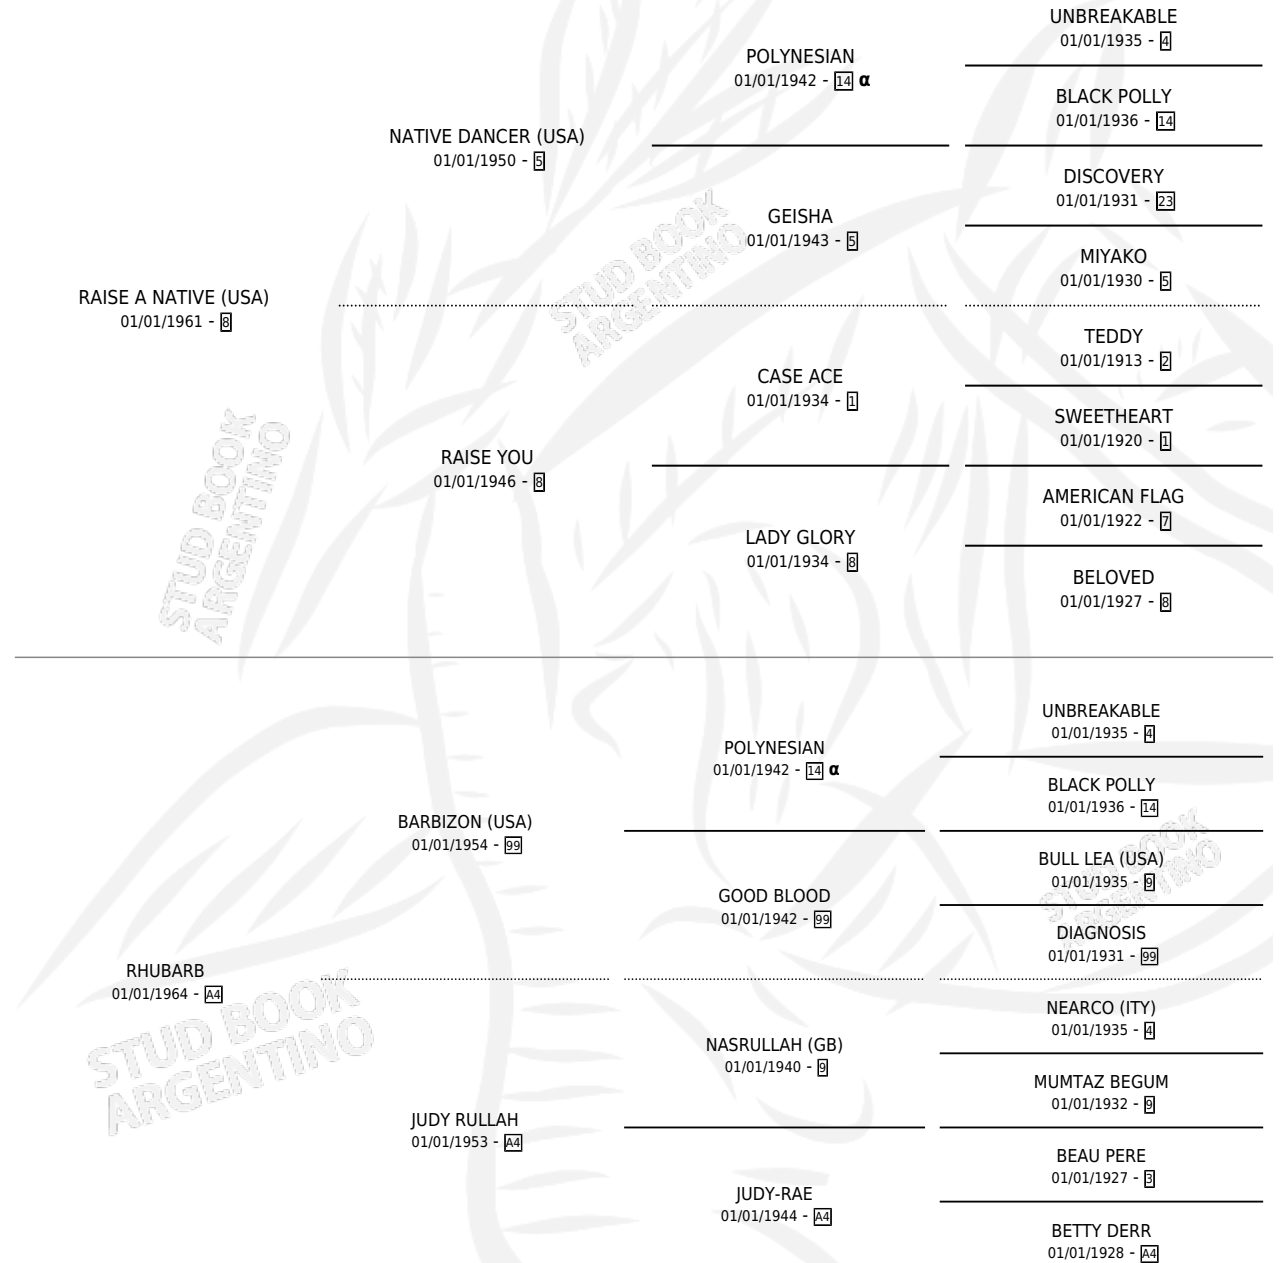 UNBREAKABLE
01/01/1935 - 4
POLYNESIAN
01/01/1942 - 14 α
BLACK POLLY
01/01/1936 - 14
NATIVE DANCER (USA)
01/01/1950 - 5
DISCOVERY
01/01/1931 - 23
GEISHA
01/01/1943 - 5
MIYAKO
01/01/1930 - 5
RAISE A NATIVE (USA)
01/01/1961 - 8
TEDDY
01/01/1913 - 2
CASE ACE
01/01/1934 - 1
SWEETHEART
01/01/1920 - 1
RAISE YOU
01/01/1946 - 8
AMERICAN FLAG
01/01/1922 - 7
LADY GLORY
01/01/1934 - 8
BELOVED
01/01/1927 - 8
UNBREAKABLE
01/01/1935 - 4
POLYNESIAN
01/01/1942 - 14 α
BLACK POLLY
01/01/1936 - 14
BARBIZON (USA)
01/01/1954 - 99
BULL LEA (USA)
01/01/1935 - 9
GOOD BLOOD
01/01/1942 - 99
DIAGNOSIS
01/01/1931 - 99
RHUBARB
01/01/1964 - A4
NEARCO (ITY)
01/01/1935 - 4
NASRULLAH (GB)
01/01/1940 - 9
MUMTAZ BEGUM
01/01/1932 - 9
JUDY RULLAH
01/01/1953 - A4
BEAU PERE
01/01/1927 - 3
JUDY-RAE
01/01/1944 - A4
BETTY DERR
01/01/1928 - A4
STUD BOOK
ARGENTINO
STUD BOOK
ARGENTINO
STUD BOOK
ARGENTINO
STUD BOOK
ARGENTINO